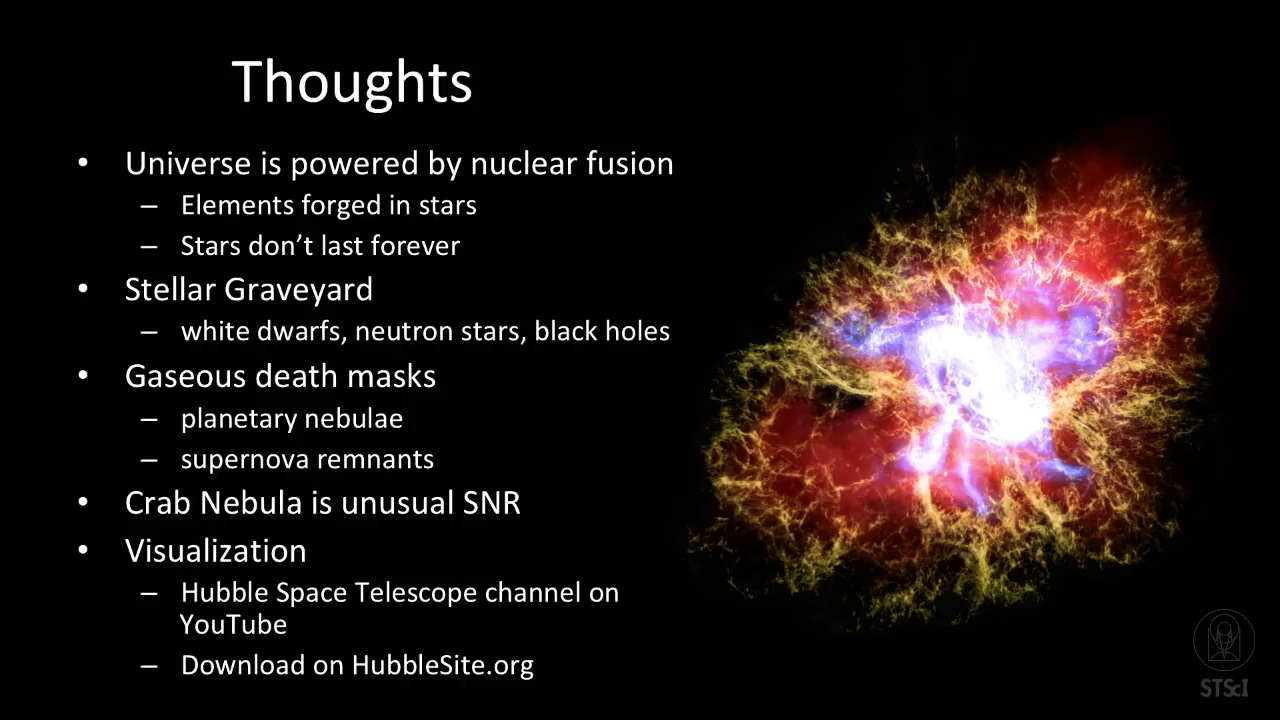 Thoughts
• Universe is powered by nuclear fusion
– Elements forged in stars
– Stars don’t last forever
• Stellar Graveyard
– white dwarfs, neutron stars, black holes
• Gaseous death masks
– planetary nebulae
– supernova remnants
• Crab Nebula is unusual SNR
• Visualization
– Hubble Space Telescope channel on
YouTube
– Download on HubbleSite.org
STScI